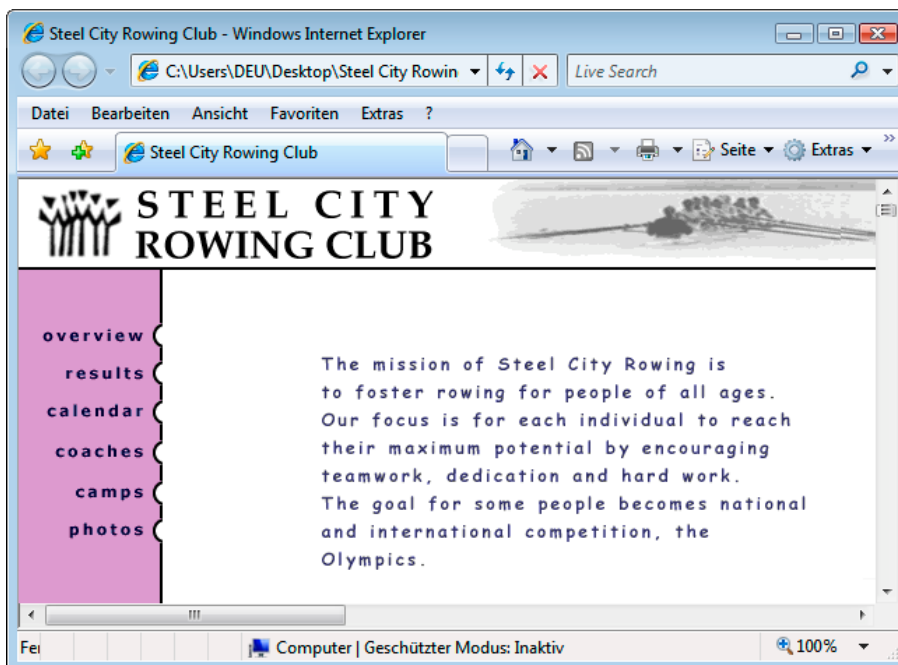 Steel City Rowing Club - Windows Internet Explorer
C:\Users\DEU\Desktop\Steel City Rowin
Live Search
Datei Bearbeiten Ansicht Favoriten Extras ?
Steel City Rowing Club
Seite Extras
STEEL CITY
ROWING CLUB
overview
results
calendar
coaches
camps
photos
The mission of Steel City Rowing is
to foster rowing for people of all ages.
Our focus is for each individual to reach
their maximum potential by encouraging
teamwork, dedication and hard work.
The goal for some people becomes national
and international competition, the
Olympics.
Fei Computer | Geschützter Modus: Inaktiv 100%